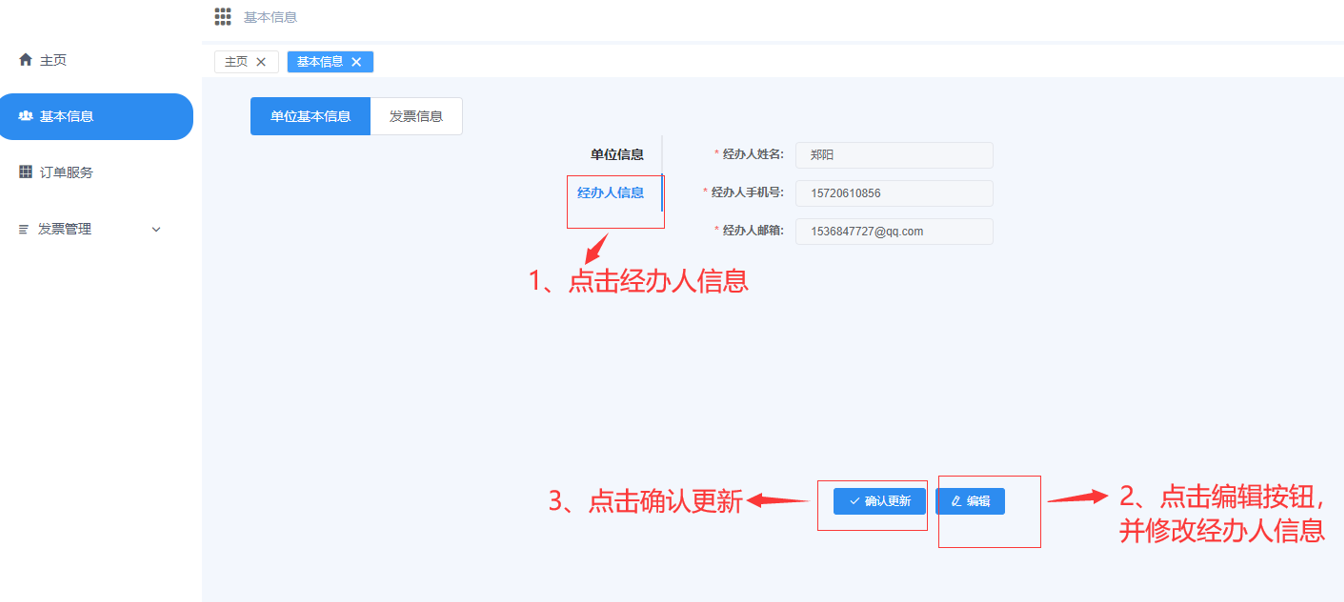 基本信息
主页
主页
基本信息
基本信息
单位基本信息
发票信息
订单服务
发票管理
单位信息
经办人信息
* 经办人姓名:
郑阳
* 经办人手机号:
15720610856
* 经办人邮箱:
1536847727@qq.com
1、点击经办人信息
3、点击确认更新
确认更新
编辑
2、点击编辑按钮,
并修改经办人信息